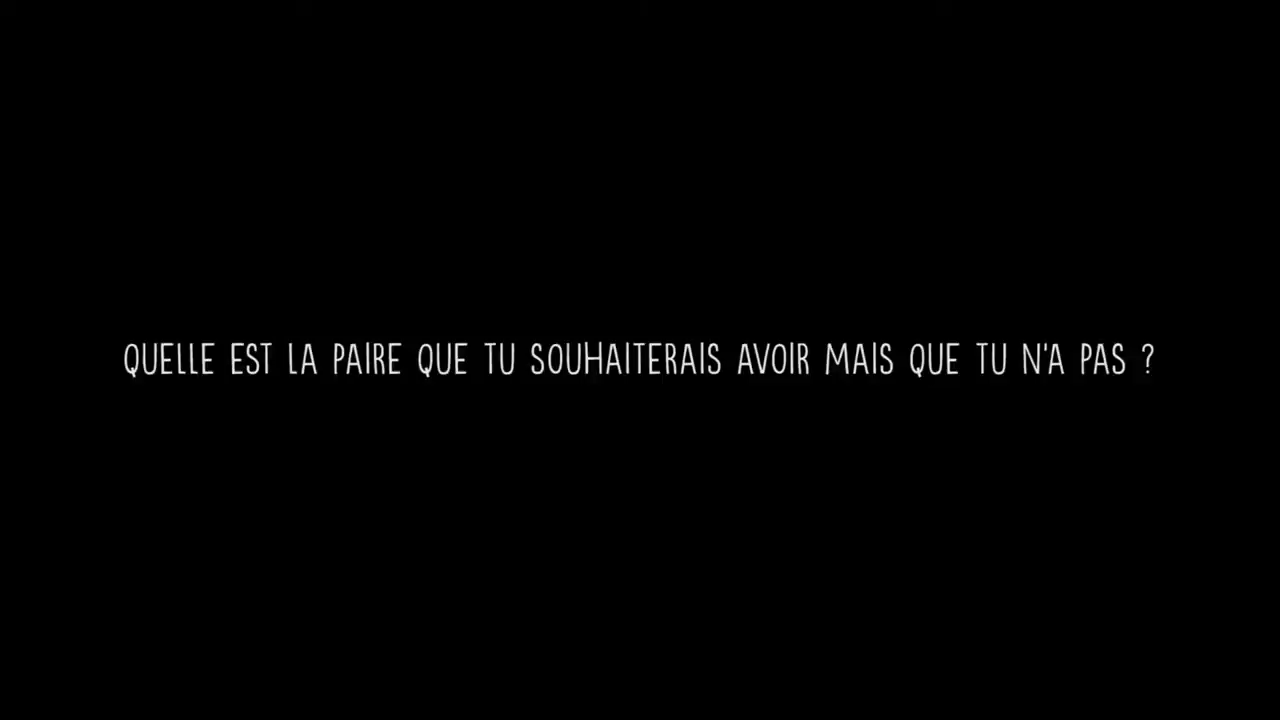 QUELLE EST LA PAIRE QUE TU SOUHAITERAIS AVOIR MAIS QUE TU N'A PAS ?